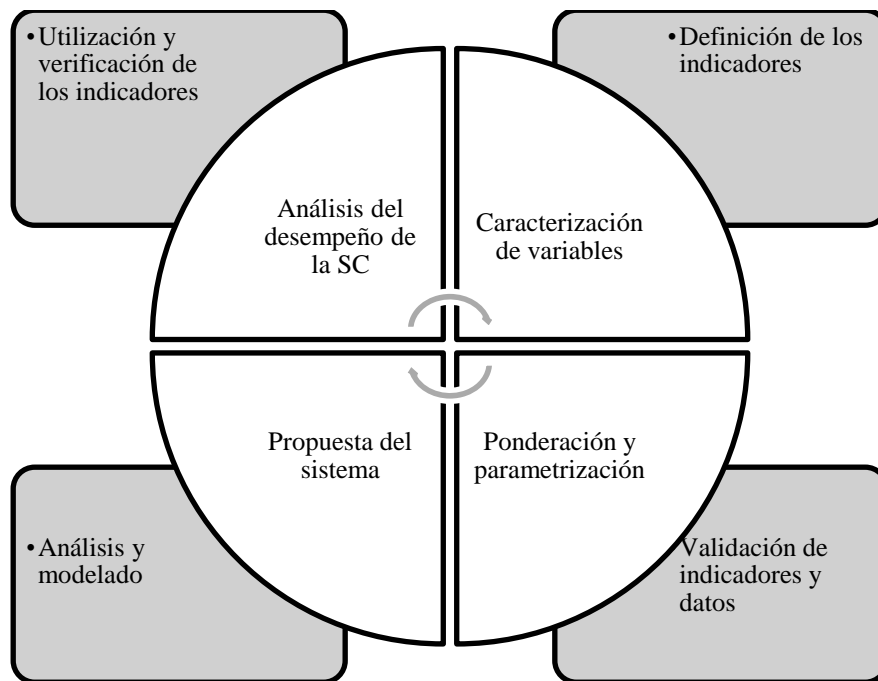 •Utilización y
verificación de
los indicadores
•Definición de los
indicadores
Análisis del
desempeño de
la SC
Caracterización
de variables
Propuesta del
sistema
Ponderación y
parametrización
•Análisis y
modelado
Validación de
indicadores y
datos